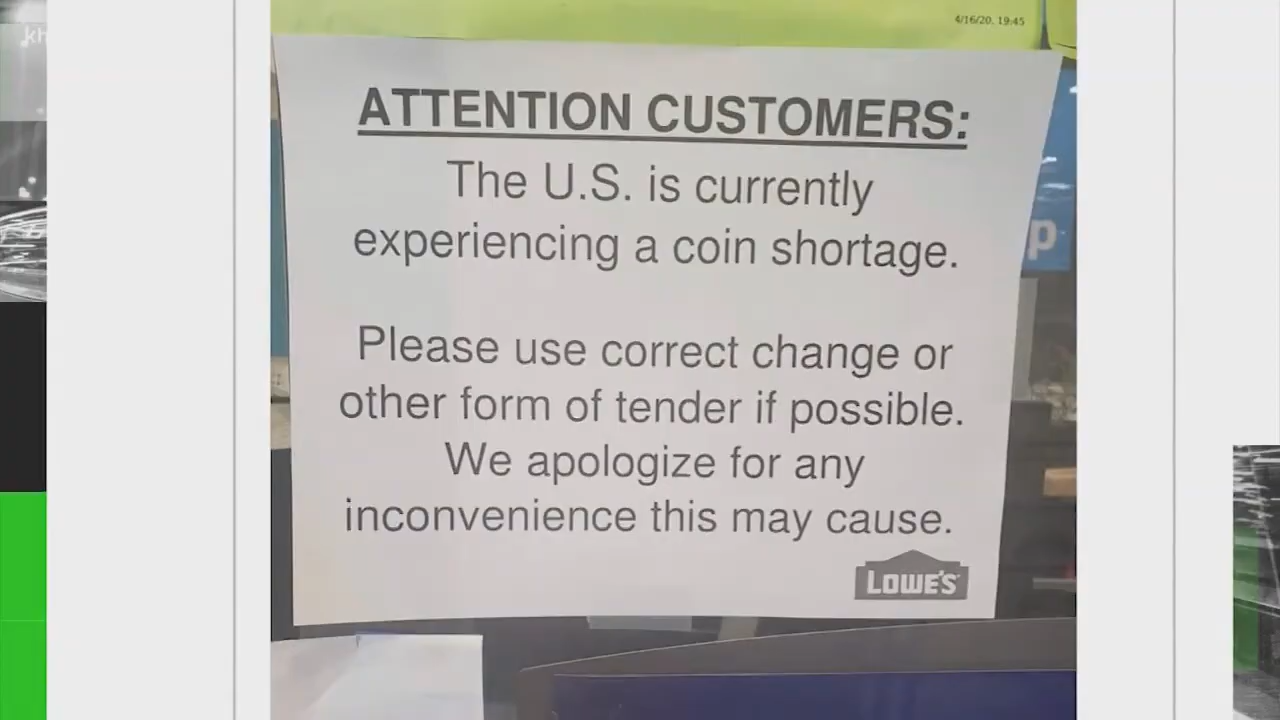 kh
4/16/20, 19:45
ATTENTION CUSTOMERS:
The U.S. is currently
experiencing a coin shortage.
Please use correct change or
other form of tender if possible.
We apologize for any
inconvenience this may cause.
LOWE'S
p